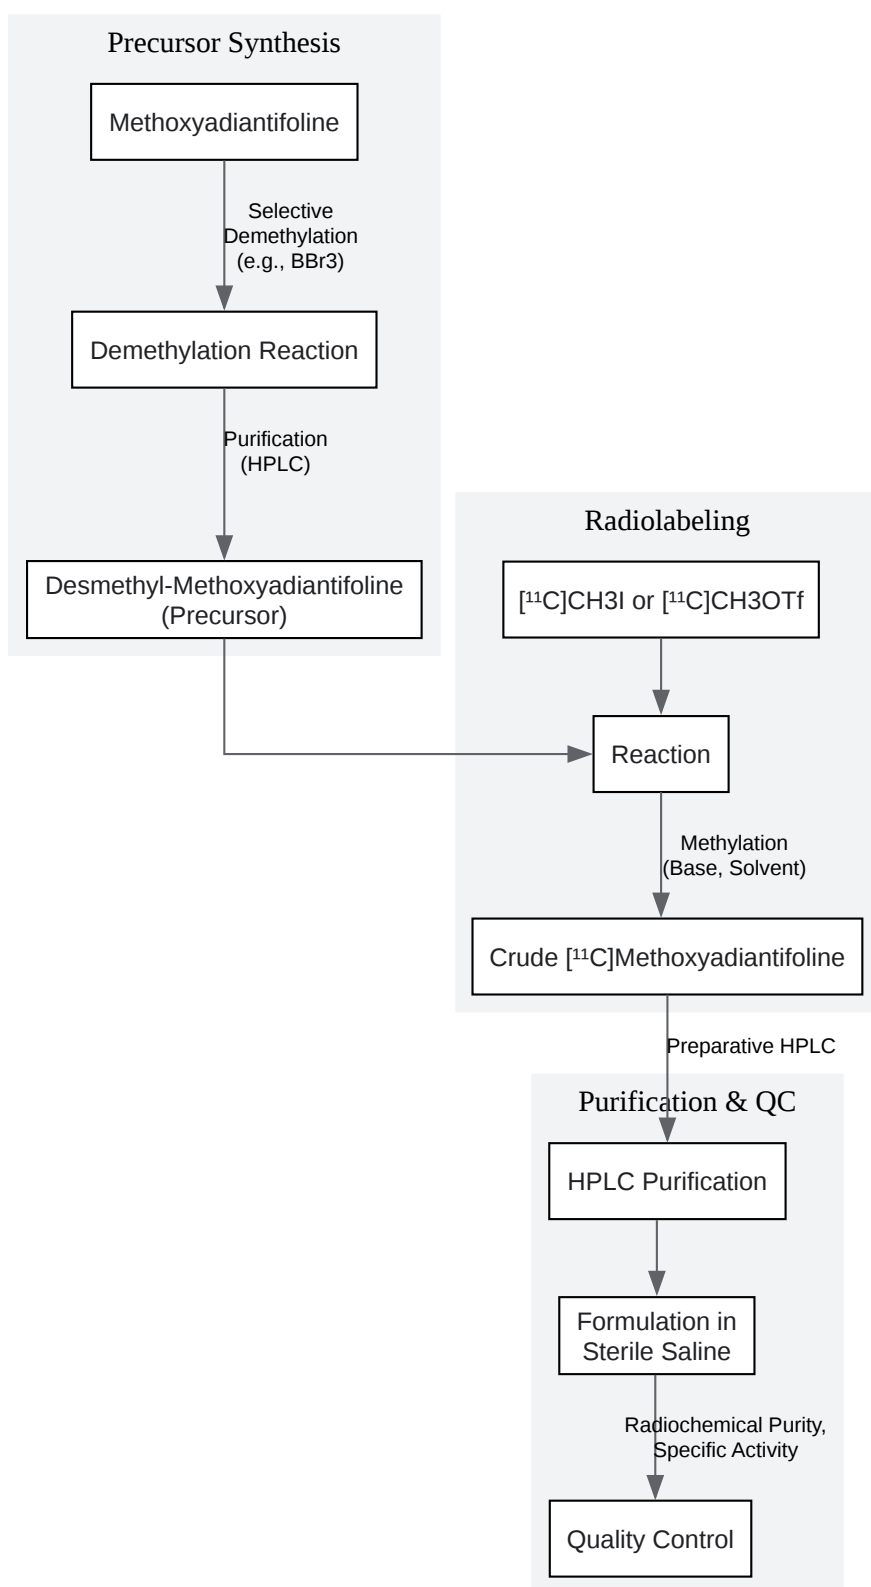 Precursor Synthesis
Methoxyadiantifoline
Selective
Demethylation
(e.g., BBr3)
Demethylation Reaction
Purification
(HPLC)
Desmethyl-Methoxyadiantifoline
(Precursor)
Radiolabeling
[¹¹C]CH3I or [¹¹C]CH3OTf
Reaction
Methylation
(Base, Solvent)
Crude [¹¹C]Methoxyadiantifoline
Preparative HPLC
Purification & QC
HPLC Purification
Formulation in
Sterile Saline
Radiochemical Purity,
Specific Activity
Quality Control